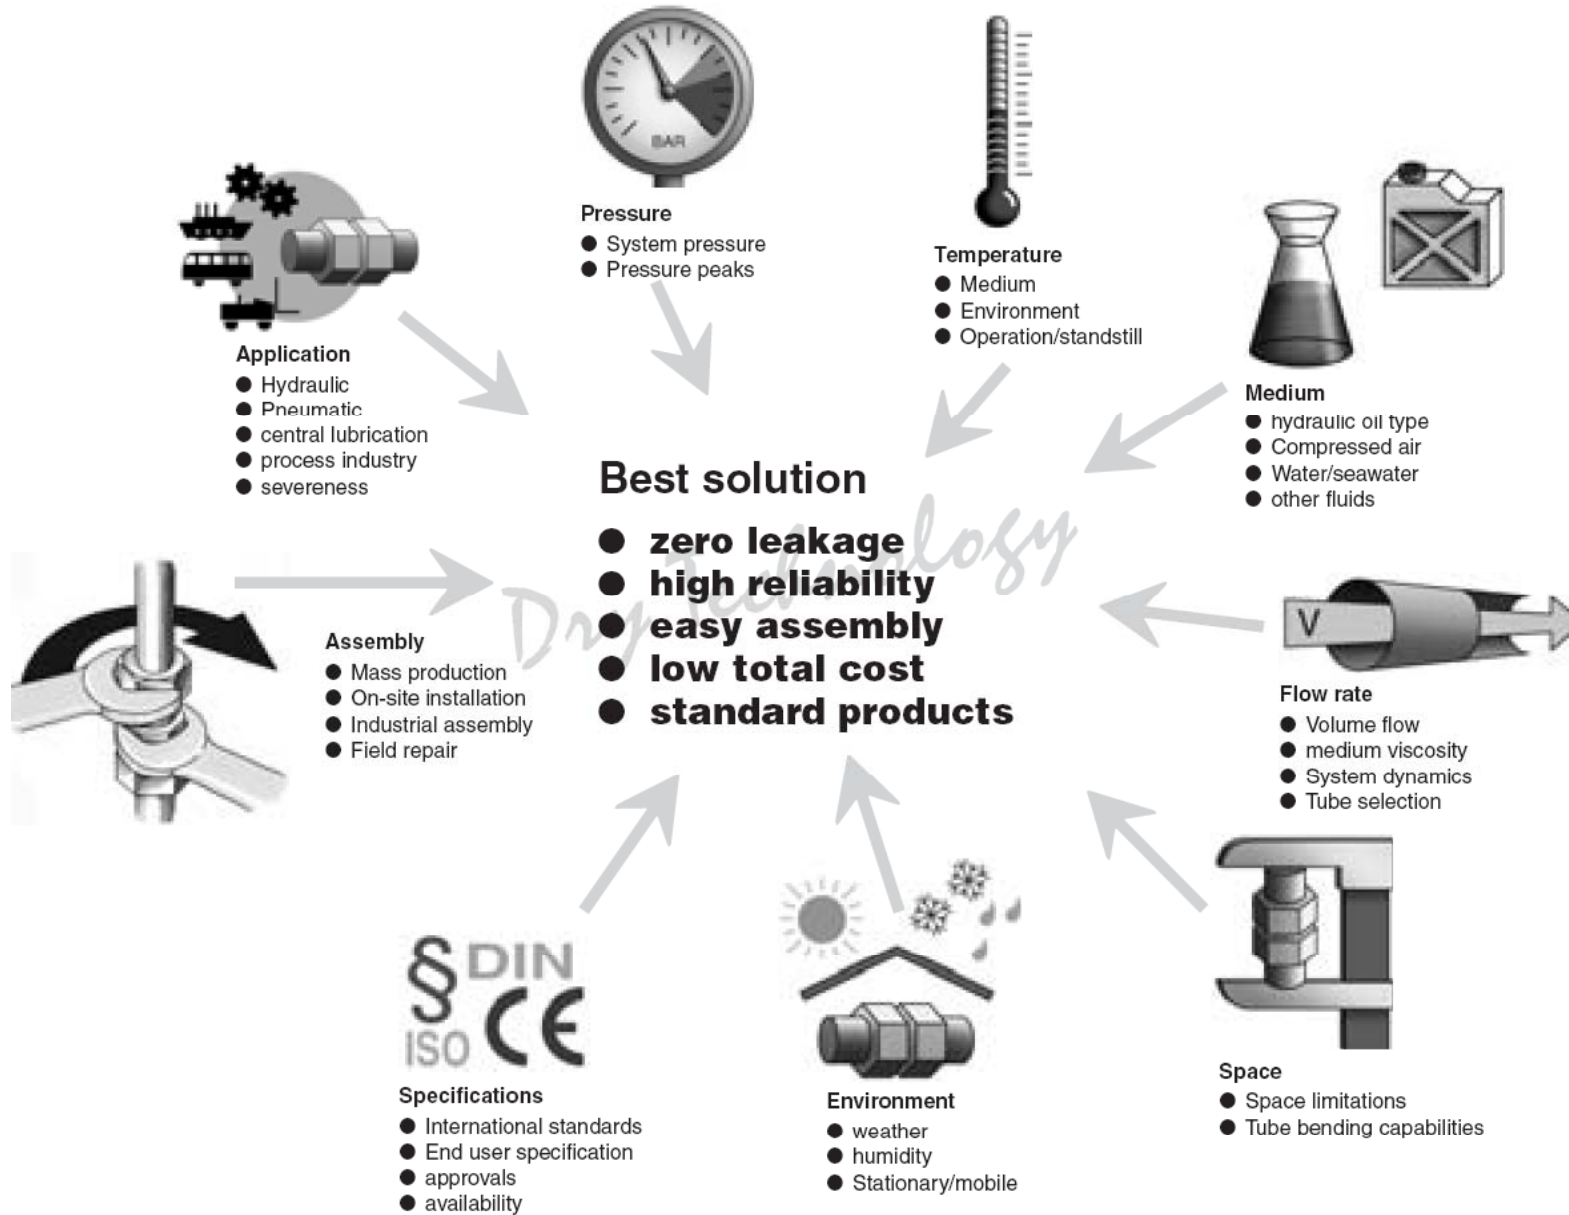 BAR
Pressure
System pressure
Pressure peaks
Temperature
Medium
Environment
Operation/standstill
Application
Hydraulic
Pneumatic
central lubrication
process industry
severeness
Medium
hydraulic oil type
Compressed air
Water/seawater
other fluids
Best solution
zero leakage
high reliability
easy assembly
low total cost
standard products
Dry Technology
Assembly
Mass production
On-site installation
Industrial assembly
Field repair
V
Flow rate
Volume flow
medium viscosity
System dynamics
Tube selection
§ DIN
ISO CE
Specifications
International standards
End user specification
approvals
availability
Environment
weather
humidity
Stationary/mobile
Space
Space limitations
Tube bending capabilities